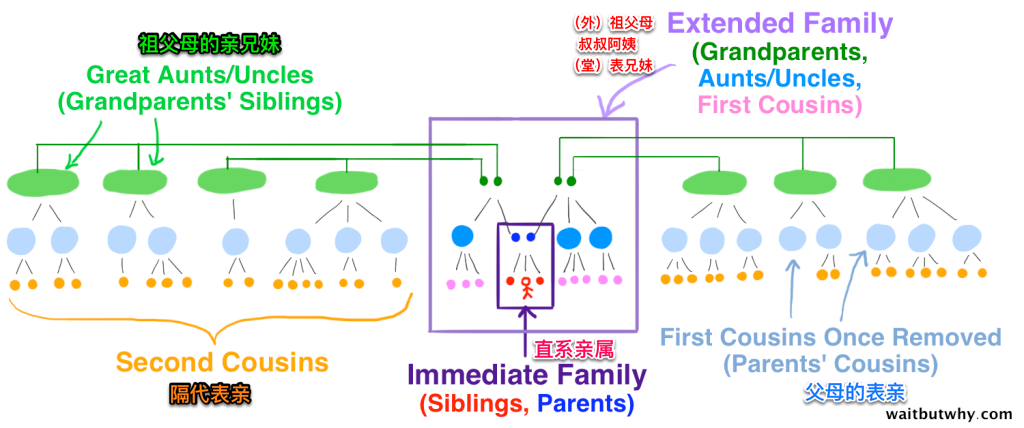 祖父母的亲兄妹
Great Aunts/Uncles
(Grandparents' Siblings)
（外）祖父母
叔叔阿姨
（堂）表兄妹
Extended Family
(Grandparents,
Aunts/Uncles,
First Cousins)
Second Cousins
隔代表亲
直系亲属
Immediate Family
(Siblings, Parents)
First Cousins Once Removed
(Parents' Cousins)
父母的表亲
waitbutwhy.com